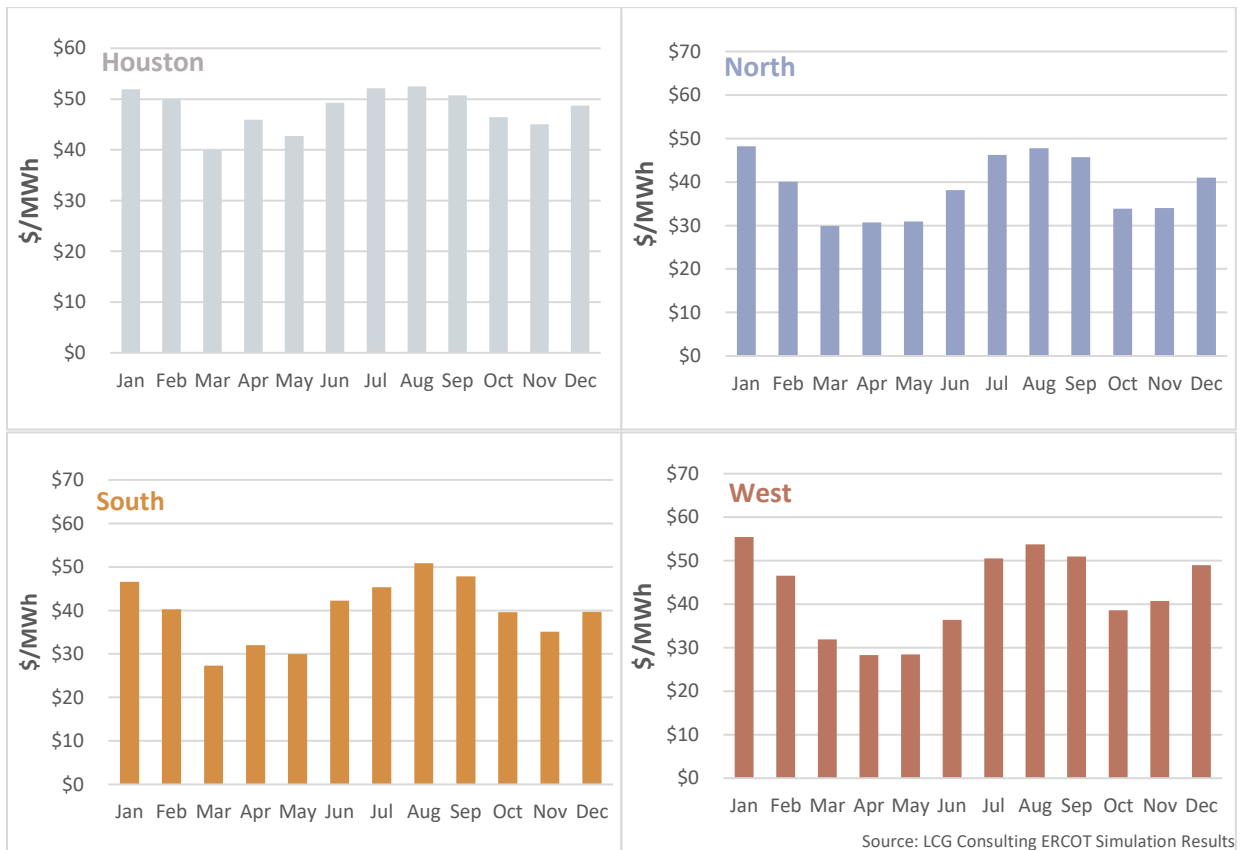 Houston
$/MWh
$60
$50
$40
$30
$20
$10
$0
Jan Feb Mar Apr May Jun Jul Aug Sep Oct Nov Dec
North
$/MWh
$70
$60
$50
$40
$30
$20
$10
$0
Jan Feb Mar Apr May Jun Jul Aug Sep Oct Nov Dec
South
$/MWh
$70
$60
$50
$40
$30
$20
$10
$0
Jan Feb Mar Apr May Jun Jul Aug Sep Oct Nov Dec
West
$/MWh
$70
$60
$50
$40
$30
$20
$10
$0
Jan Feb Mar Apr May Jun Jul Aug Sep Oct Nov Dec
Source: LCG Consulting ERCOT Simulation Results